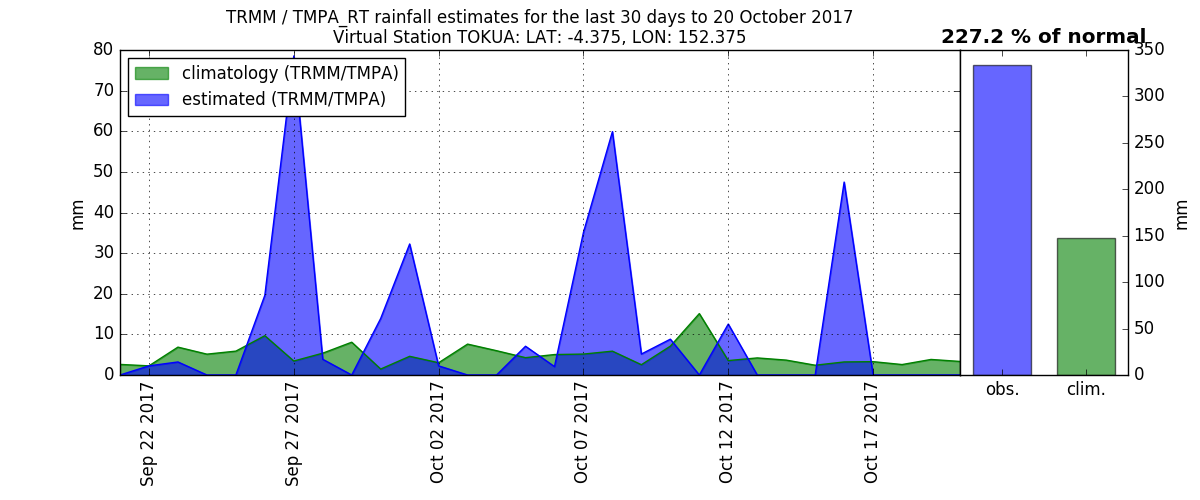 TRMM / TMPA_RT rainfall estimates for the last 30 days to 20 October 2017
Virtual Station TOKUA: LAT: -4.375, LON: 152.375
227.2 % of normal
climatology (TRMM/TMPA)
estimated (TRMM/TMPA)
80
70
60
50
40
30
20
10
0
mm
Sep 22 2017
Sep 27 2017
Oct 02 2017
Oct 07 2017
Oct 12 2017
Oct 17 2017
350
300
250
200
150
100
50
0
mm
obs.
clim.